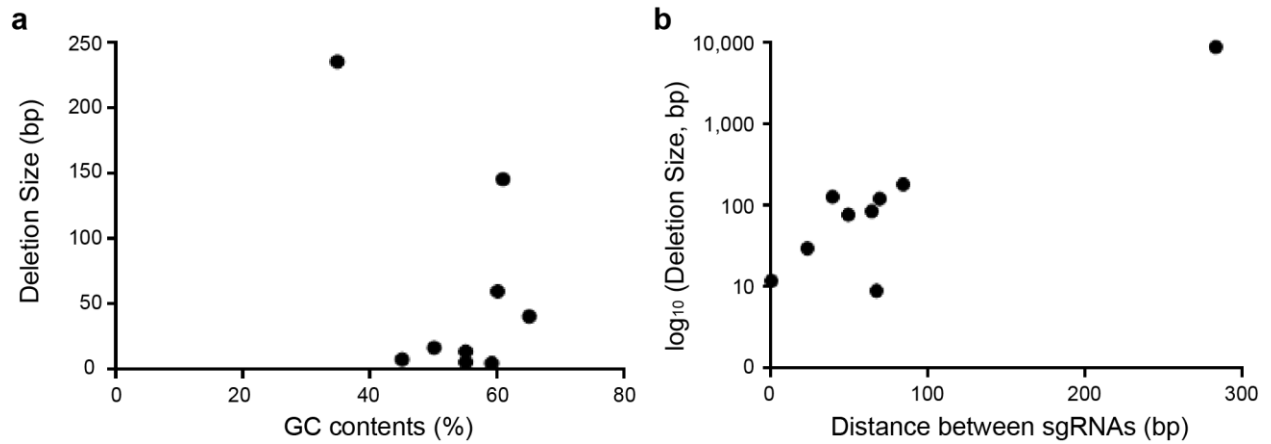 a
250
200
150
100
50
0
Deletion Size (bp)
0 20 40 60 80
GC contents (%)
b
10,000
1,000
100
10
0
log₁₀ (Deletion Size, bp)
0 100 200 300
Distance between sgRNAs (bp)